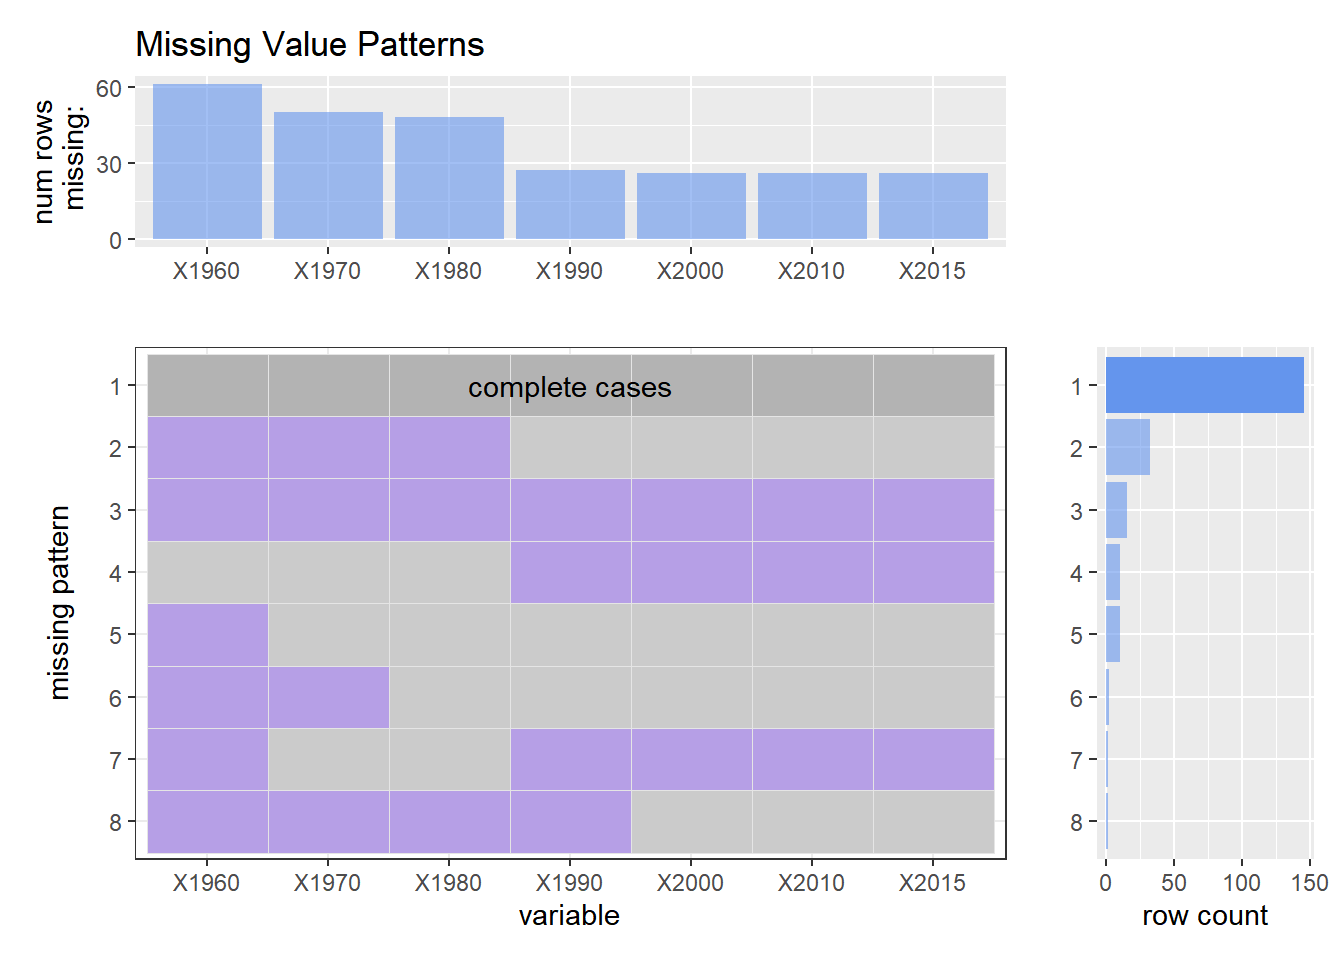 Missing Value Patterns
num rows
missing:
60
30
0
X1960 X1970 X1980 X1990 X2000 X2010 X2015
missing pattern
1
2
3
4
5
6
7
8
complete cases
X1960 X1970 X1980 X1990 X2000 X2010 X2015
variable
1
2
3
4
5
6
7
8
0 50 100 150
row count